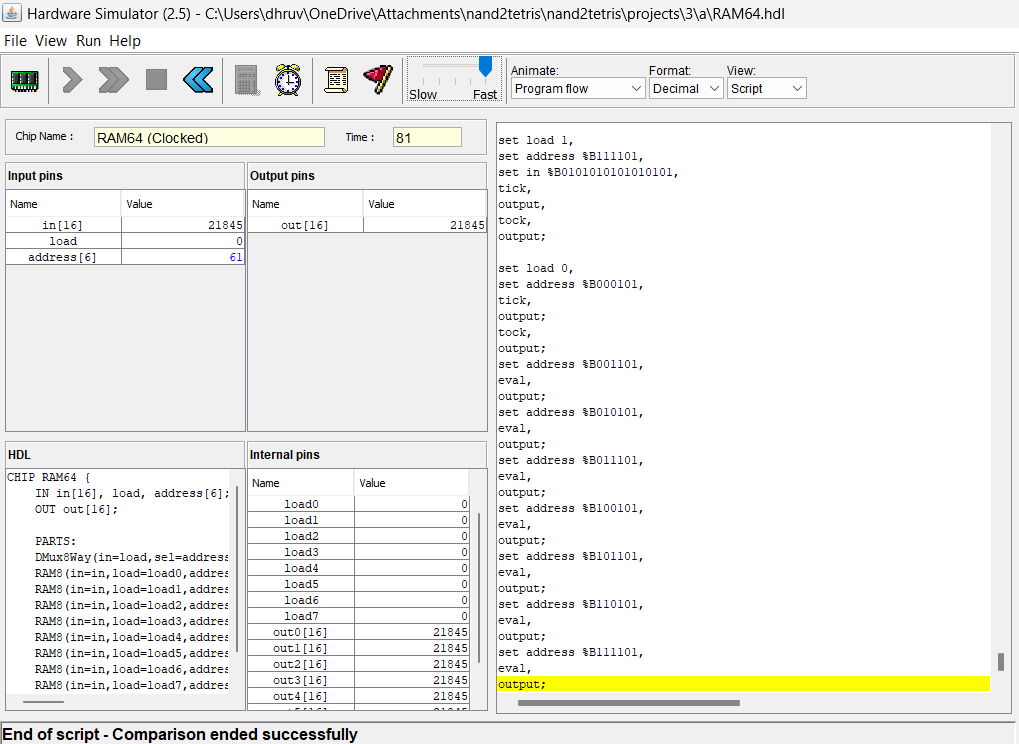 Hardware Simulator (2.5) - C:\Users\dhruv\OneDrive\Attachments\nand2tetris\nand2tetris\projects\3\a\RAM64.hdl
File View Run Help
Slow Fast
Animate: Format: View:
Program flow Decimal Script
Chip Name : RAM64 (Clocked) Time : 81
Input pins
Name Value
in[16] 21845
load 0
address[6] 61
Output pins
Name Value
out[16] 21845
HDL
CHIP RAM64 {
IN in[16], load, address[6];
OUT out[16];
PARTS:
DMux8Way(in=load,sel=address
RAM8(in=in,load=load0,addres
RAM8(in=in,load=load1,addres
RAM8(in=in,load=load2,addres
RAM8(in=in,load=load3,addres
RAM8(in=in,load=load4,addres
RAM8(in=in,load=load5,addres
RAM8(in=in,load=load6,addres
RAM8(in=in,load=load7,addres
Internal pins
Name Value
load0 0
load1 0
load2 0
load3 0
load4 0
load5 0
load6 0
load7 0
out0[16] 21845
out1[16] 21845
out2[16] 21845
out3[16] 21845
out4[16] 21845
set load 1,
set address %B111101,
set in %B0101010101010101,
tick,
output,
tock,
output;
set load 0,
set address %B000101,
tick,
output;
tock,
output;
set address %B001101,
eval,
output;
set address %B010101,
eval,
output;
set address %B011101,
eval,
output;
set address %B100101,
eval,
output;
set address %B101101,
eval,
output;
set address %B110101,
eval,
output;
set address %B111101,
eval,
output;
End of script - Comparison ended successfully